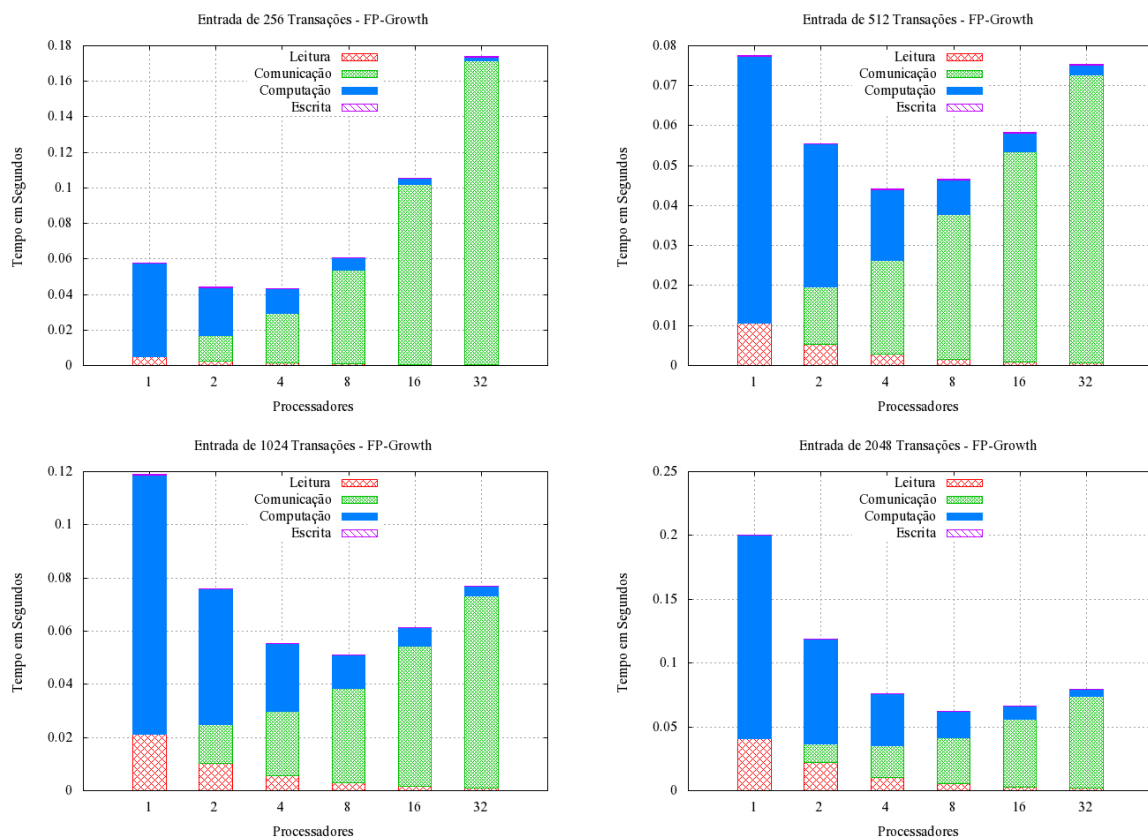 Entrada de 256 Transações - FP-Growth
0.18
0.16
0.14
0.12
0.1
0.08
0.06
0.04
0.02
0
Tempo em Segundos
Leitura
Comunicação
Computação
Escrita
1 2 4 8 16 32
Processadores
Entrada de 512 Transações - FP-Growth
0.08
0.07
0.06
0.05
0.04
0.03
0.02
0.01
0
Tempo em Segundos
Leitura
Comunicação
Computação
Escrita
1 2 4 8 16 32
Processadores
Entrada de 1024 Transações - FP-Growth
0.12
0.1
0.08
0.06
0.04
0.02
0
Tempo em Segundos
Leitura
Comunicação
Computação
Escrita
1 2 4 8 16 32
Processadores
Entrada de 2048 Transações - FP-Growth
0.25
0.2
0.15
0.1
0.05
0
Tempo em Segundos
Leitura
Comunicação
Computação
Escrita
1 2 4 8 16 32
Processadores